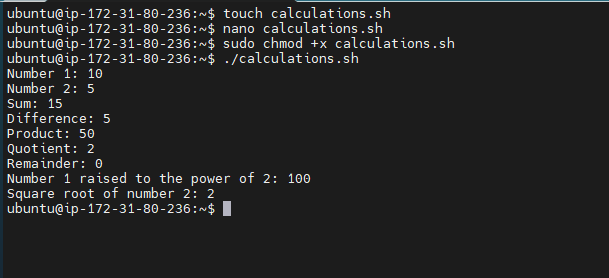 ubuntu@ip-172-31-80-236:~$ touch calculations.sh
ubuntu@ip-172-31-80-236:~$ nano calculations.sh
ubuntu@ip-172-31-80-236:~$ sudo chmod +x calculations.sh
ubuntu@ip-172-31-80-236:~$ ./calculations.sh
Number 1: 10
Number 2: 5
Sum: 15
Difference: 5
Product: 50
Quotient: 2
Remainder: 0
Number 1 raised to the power of 2: 100
Square root of number 2: 2
ubuntu@ip-172-31-80-236:~$